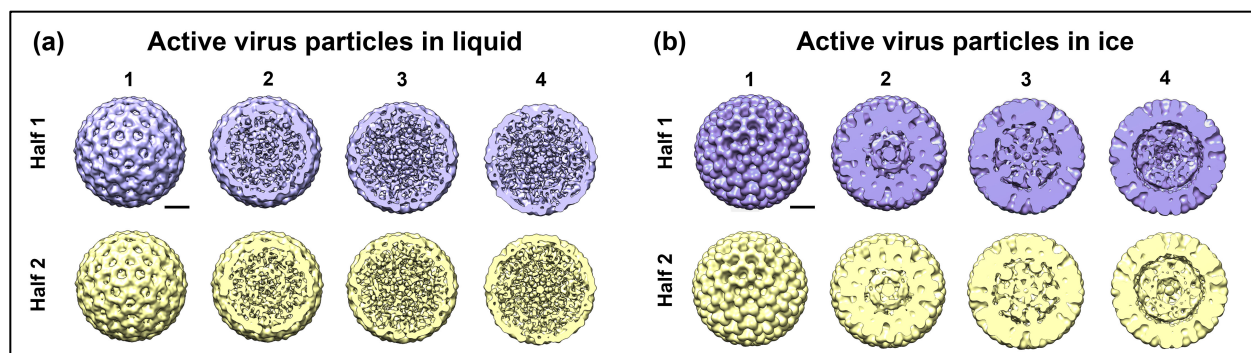 (a) Active virus particles in liquid
1 2 3 4
Half 1
Half 2
(b) Active virus particles in ice
1 2 3 4
Half 1
Half 2